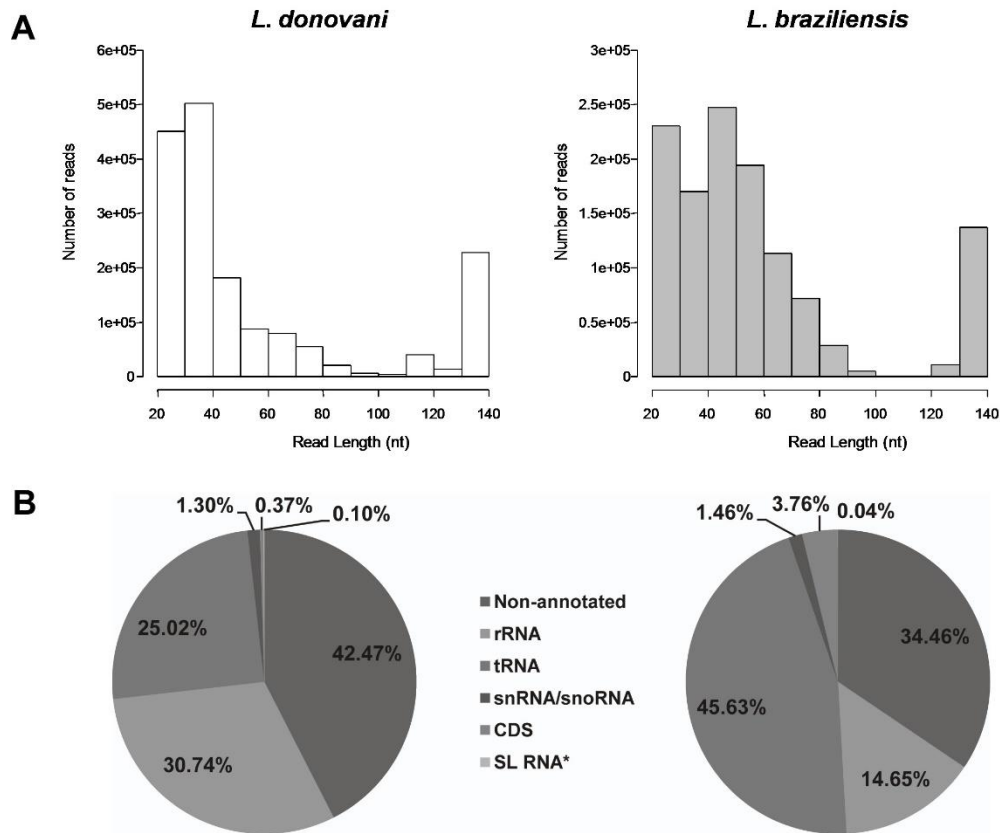 A
L. donovani
L. braziliensis
6e+05
5e+05
4e+05
3e+05
2e+05
1e+05
0
Number of reads
20 40 60 80 100 120 140
Read Length (nt)
3e+05
2.5e+05
2e+05
1.5e+05
1e+05
0.5e+05
0
Number of reads
20 40 60 80 100 120 140
Read Length (nt)
B
1.30% 0.37% 0.10%
25.02%
42.47%
30.74%
Non-annotated
rRNA
tRNA
snRNA/snoRNA
CDS
SL RNA*
1.46% 3.76% 0.04%
34.46%
45.63%
14.65%